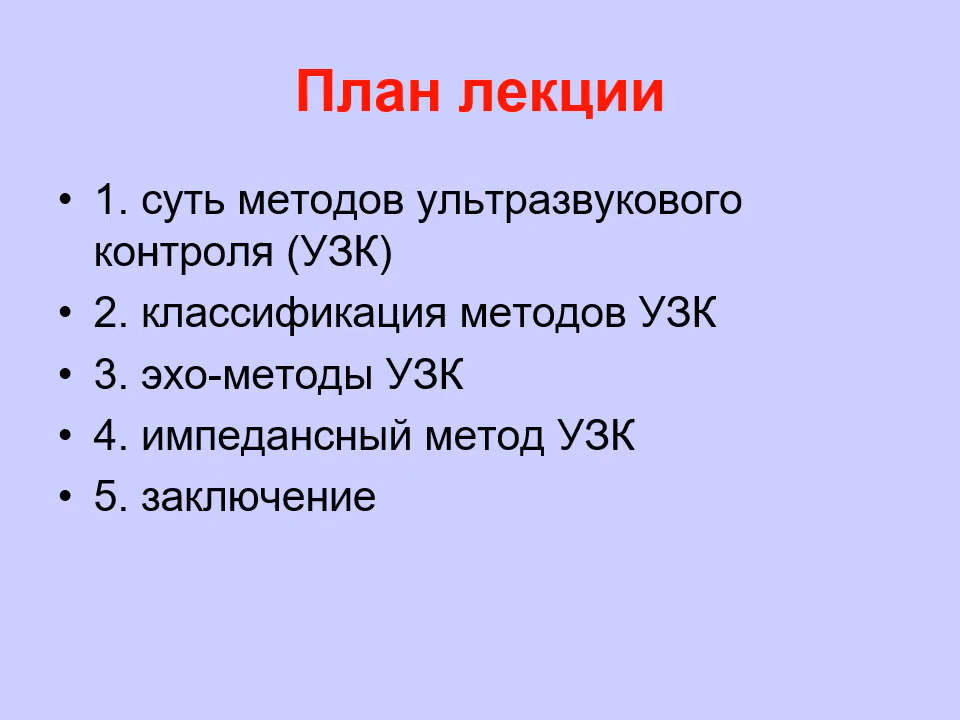 План лекции
• 1. суть методов ультразвукового
контроля (УЗК)
• 2. классификация методов УЗК
• 3. эхо-методы УЗК
• 4. импедансный метод УЗК
• 5. заключение